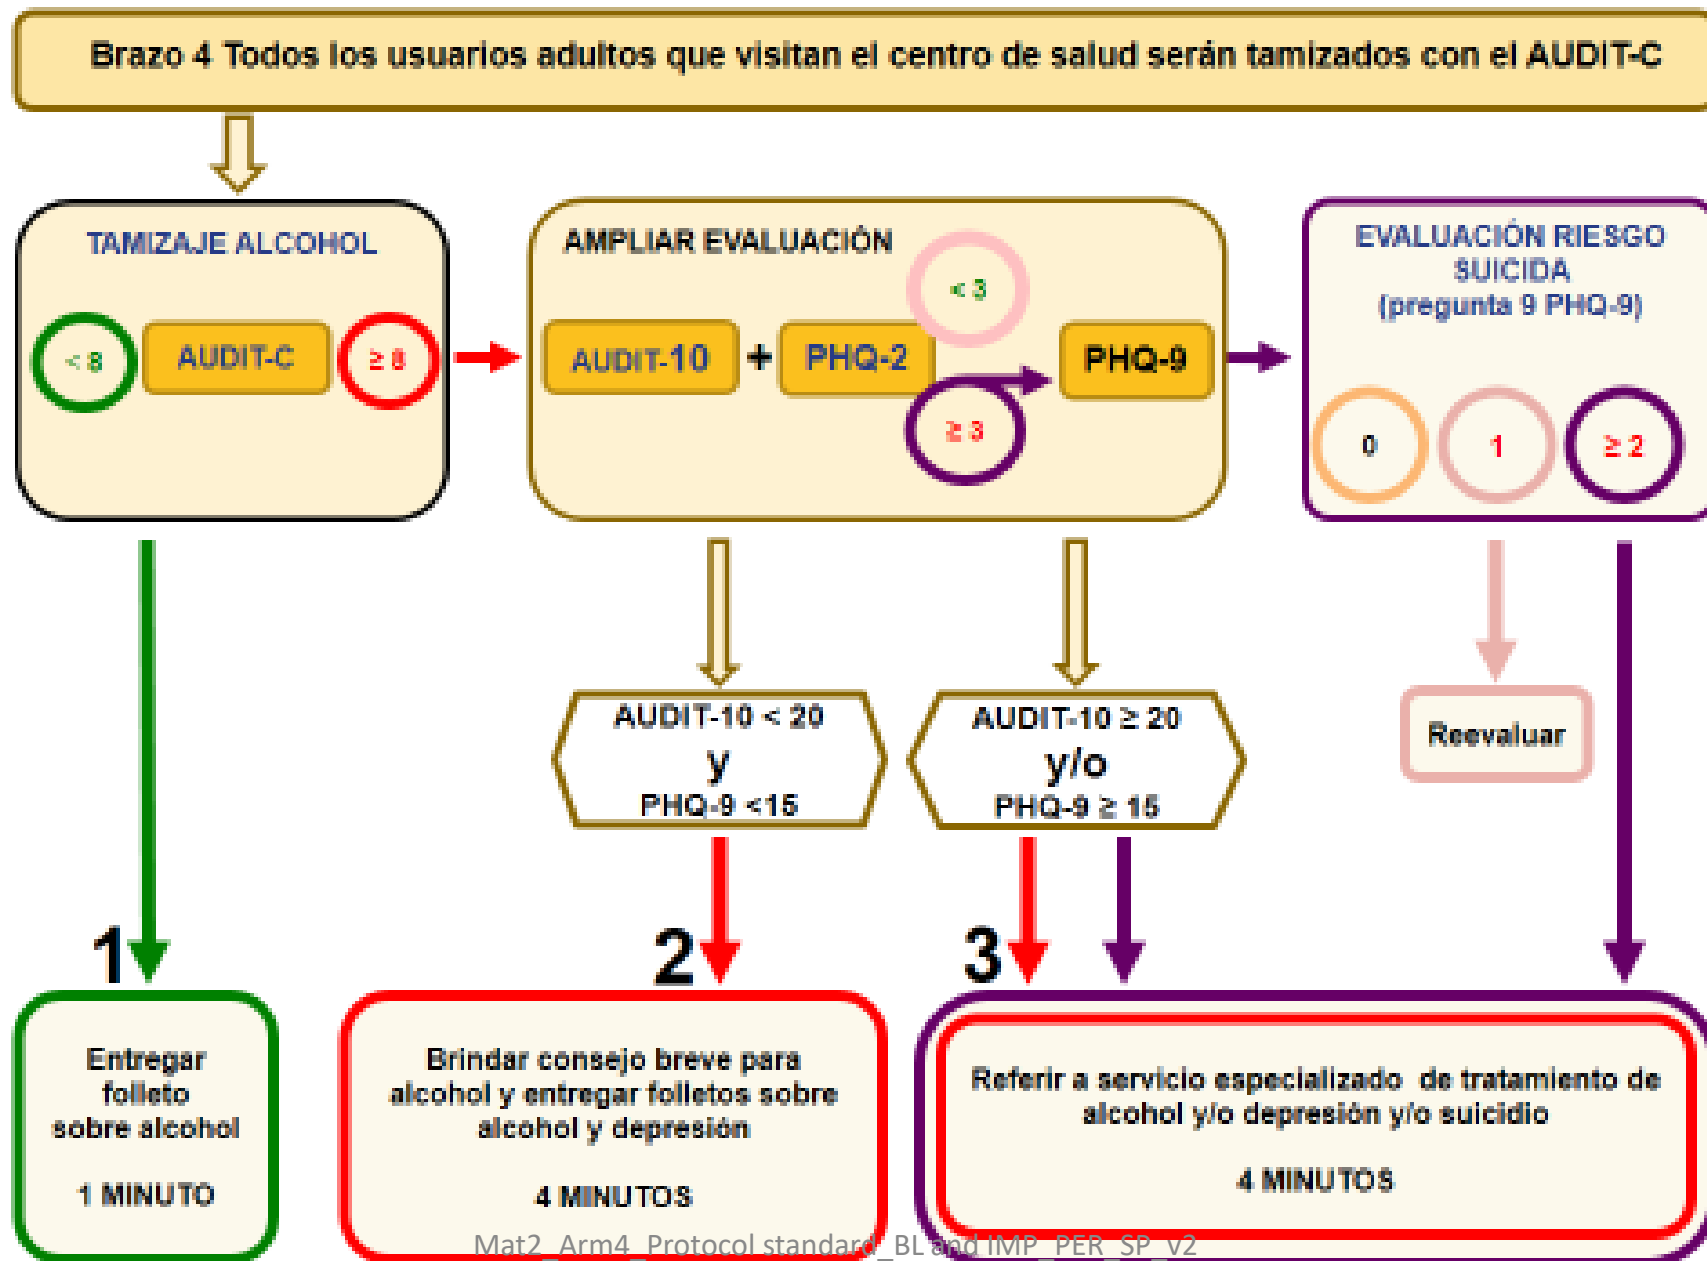 Brazo 4 Todos los usuarios adultos que visitan el centro de salud serán tamizados con el AUDIT-C
TAMIZAJE ALCOHOL
< 8
AUDIT-C
≥ 8
AMPLIAR EVALUACIÓN
AUDIT-10
+
PHQ-2
< 3
≥ 3
PHQ-9
EVALUACIÓN RIESGO
SUICIDA
(pregunta 9 PHQ-9)
0
1
≥ 2
AUDIT-10 < 20
y
PHQ-9 <15
AUDIT-10 ≥ 20
y/o
PHQ-9 ≥ 15
Reevaluar
1
Entregar
folleto
sobre alcohol
1 MINUTO
2
Brindar consejo breve para
alcohol y entregar folletos sobre
alcohol y depresión
4 MINUTOS
3
Referir a servicio especializado de tratamiento de
alcohol y/o depresión y/o suicidio
4 MINUTOS
Mat2_Arm4_Protocol standard_BL and IMP_PER_SP_v2